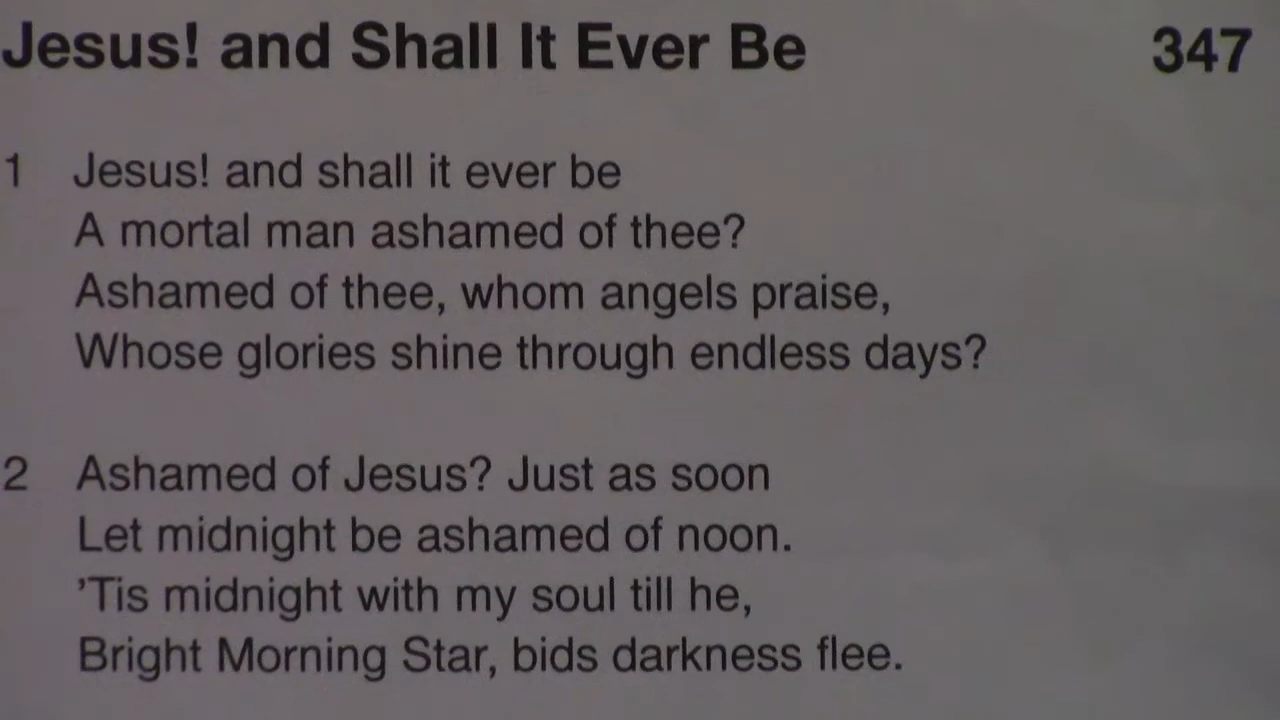 Jesus! and Shall It Ever Be 347
1 Jesus! and shall it ever be
A mortal man ashamed of thee?
Ashamed of thee, whom angels praise,
Whose glories shine through endless days?
2 Ashamed of Jesus? Just as soon
Let midnight be ashamed of noon.
’Tis midnight with my soul till he,
Bright Morning Star, bids darkness flee.